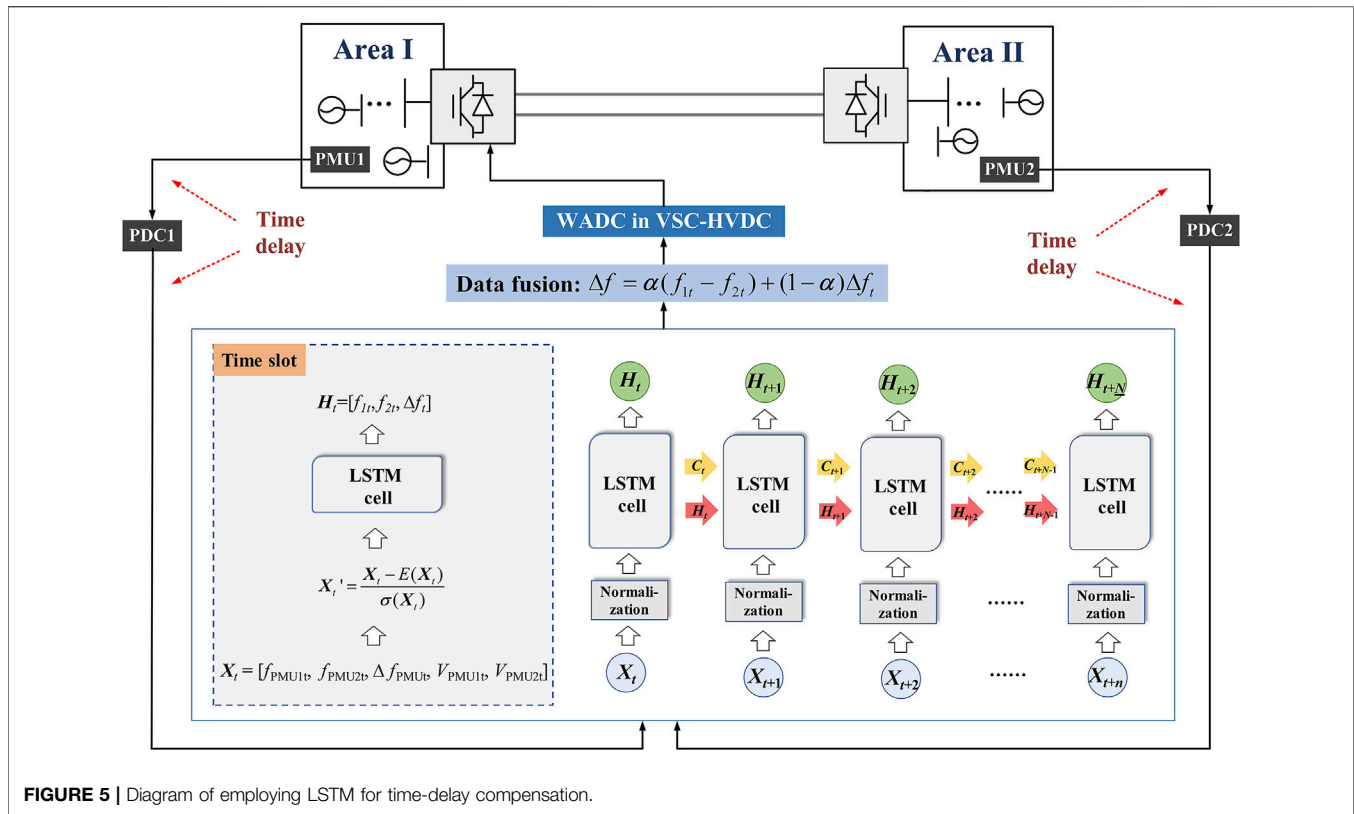 Area I
Area II
...
...
PMU1
PMU2
PDC1
Time
delay
WADC in VSC-HVDC
Time
delay
PDC2
Data fusion: Δf = α(f1t − f2t) + (1−α)Δft
Time slot
Ht=[f1t, f2t, Δft]
LSTM
cell
Xt' = (Xt − E(Xt)) / σ(Xt)
Xt = [fPMU1t, fPMU2t, ΔfPMUt, VPMU1t, VPMU2t]
Ht
Ht+1
Ht+2
Ht+N
LSTM
cell
Ct
Ht
LSTM
cell
Ct+1
Ht+1
LSTM
cell
Ct+2
......
Ht+2
Ct+N-1
Ht+N-1
LSTM
cell
Normali-
zation
Normali-
zation
Normali-
zation
......
Normali-
zation
Xt
Xt+1
Xt+2
......
Xt+n
FIGURE 5 | Diagram of employing LSTM for time-delay compensation.